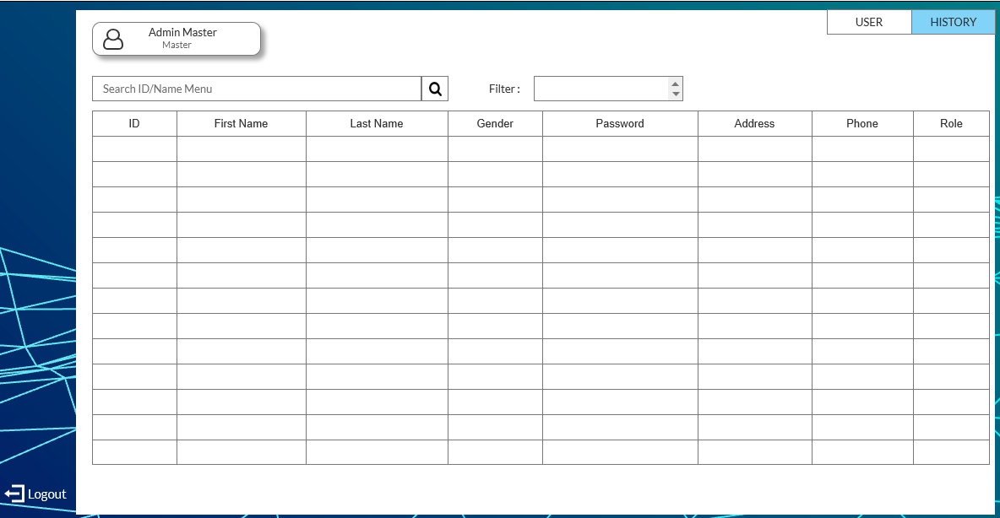 Admin Master
Master
USER
HISTORY
Search ID/Name Menu
Filter :
ID First Name Last Name Gender Password Address Phone Role
Logout